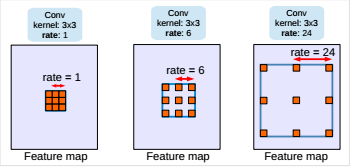 Conv
kernel: 3x3
rate: 1
Conv
kernel: 3x3
rate: 6
Conv
kernel: 3x3
rate: 24
rate = 1
rate = 6
rate = 24
Feature map
Feature map
Feature map